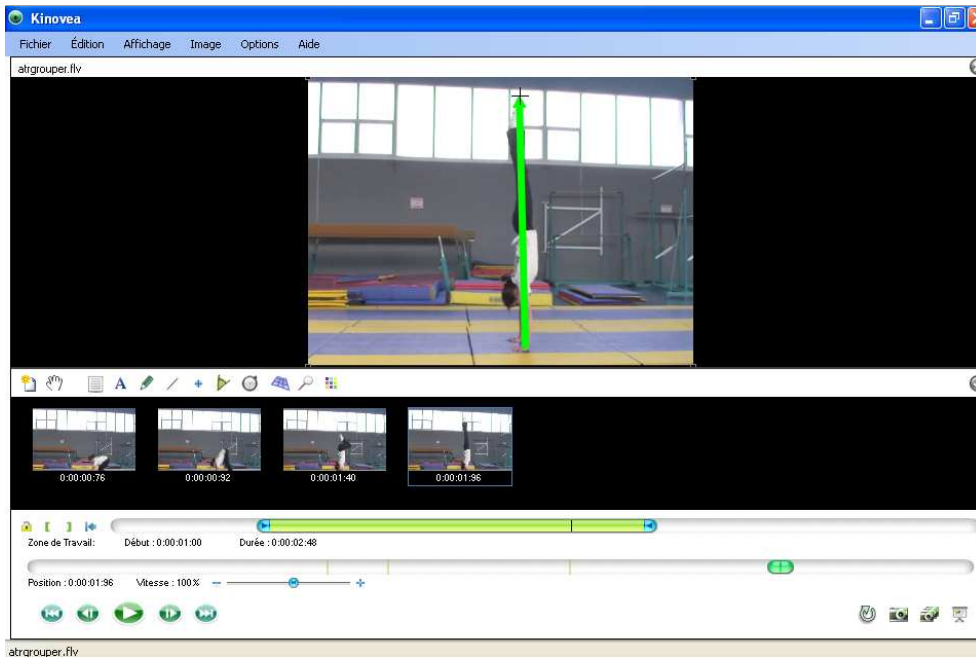 Kinovea
Fichier Édition Affichage Image Options Aide
atrgrouper.flv
0:00:00:76 0:00:00:92 0:00:01:40 0:00:01:96
Zone de Travail: Début : 0:00:01:00 Durée : 0:00:02:48
Position : 0:00:01:96 Vitesse : 100%
atrgrouper.flv